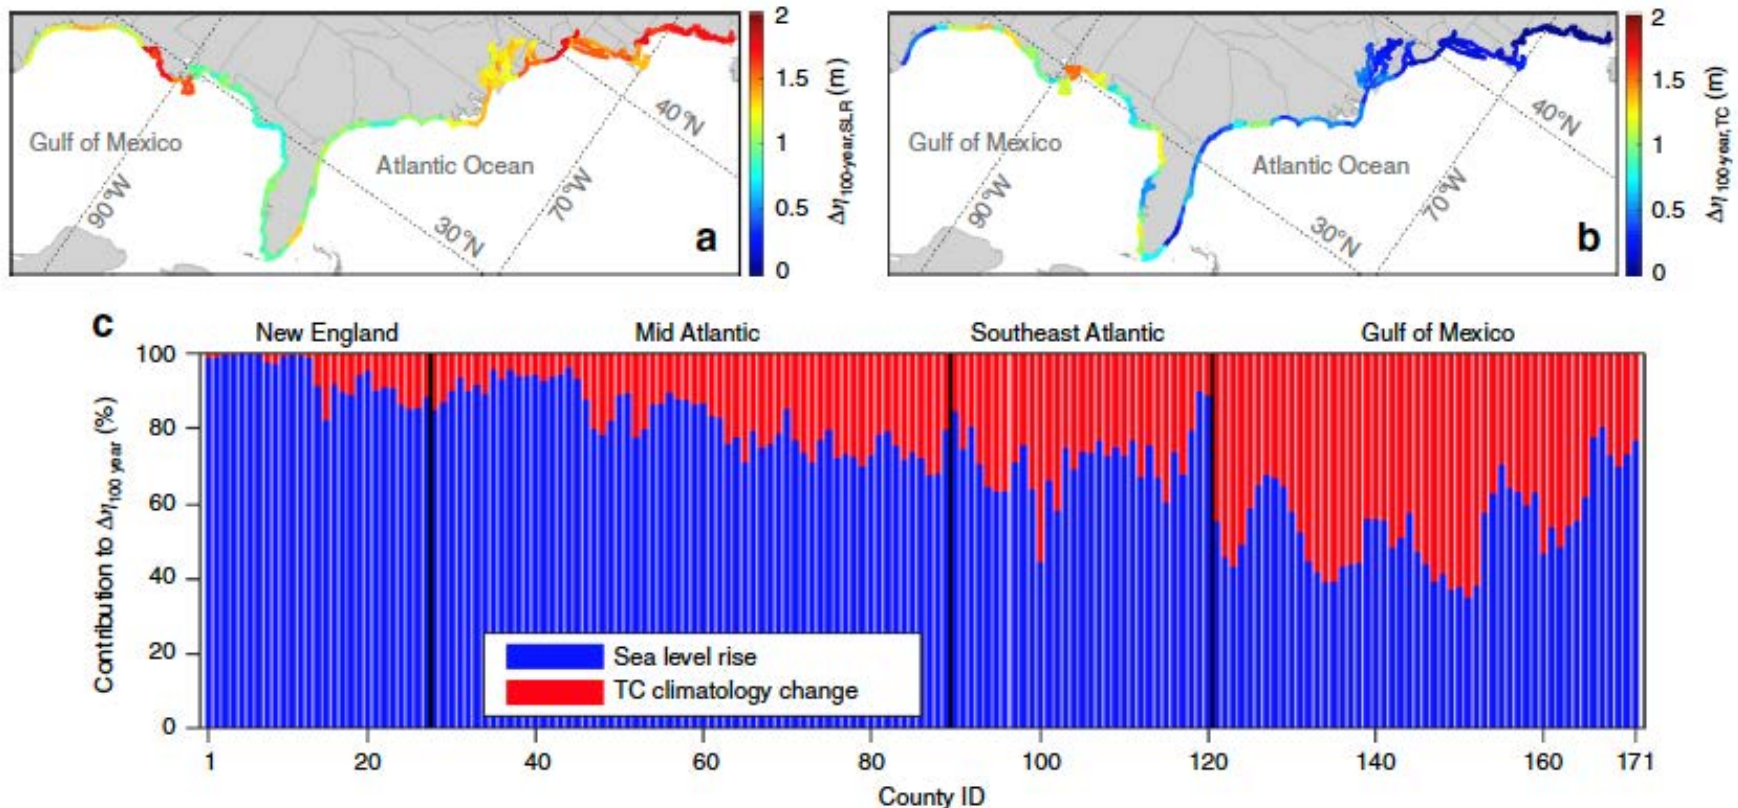 2
1.5
1
0.5
0
Δη100-year,SLR (m)
Gulf of Mexico
Atlantic Ocean
90°W
30°N
70°W
40°N
a
2
1.5
1
0.5
0
Δη100-year,TC (m)
Gulf of Mexico
Atlantic Ocean
90°W
30°N
70°W
40°N
b
c
New England
Mid Atlantic
Southeast Atlantic
Gulf of Mexico
100
80
60
40
20
0
Contribution to Δη100 year (%)
Sea level rise
TC climatology change
1
20
40
60
80
100
120
140
160
171
County ID